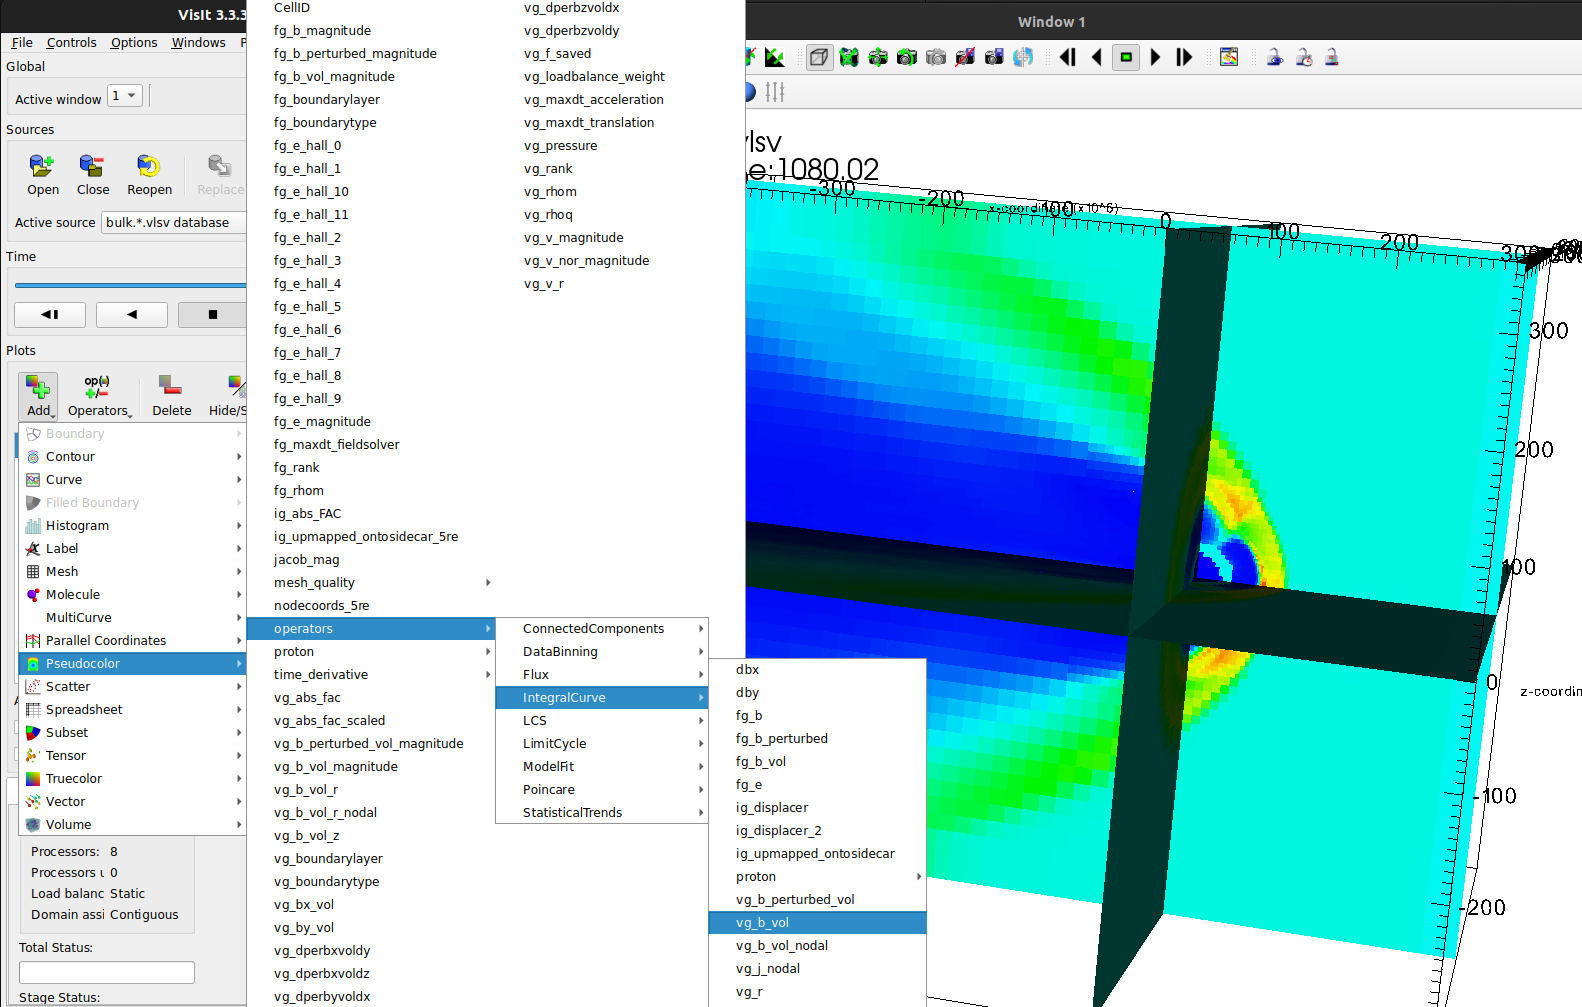 VisIt 3.3.3
File Controls Options Windows P
Global
Active window 1
Sources
Open Close Reopen Replace
Active source bulk.*.vlsv database
Time
Plots
Add Operators Delete Hide/S
op(ı)
Boundary
Contour
Curve
Filled Boundary
Histogram
Label
Mesh
Molecule
MultiCurve
Parallel Coordinates
Pseudocolor
Scatter
Spreadsheet
Subset
Tensor
Truecolor
Vector
Volume
Processors: 8
Processors u 0
Load balanc Static
Domain assi Contiguous
Total Status:
Stage Status:
CellID
fg_b_magnitude
fg_b_perturbed_magnitude
fg_b_vol_magnitude
fg_boundarylayer
fg_boundarytype
fg_e_hall_0
fg_e_hall_1
fg_e_hall_10
fg_e_hall_11
fg_e_hall_2
fg_e_hall_3
fg_e_hall_4
fg_e_hall_5
fg_e_hall_6
fg_e_hall_7
fg_e_hall_8
fg_e_hall_9
fg_e_magnitude
fg_maxdt_fieldsolver
fg_rank
fg_rhom
ig_abs_FAC
ig_upmapped_ontosidecar_5re
jacob_mag
mesh_quality
nodecoords_5re
operators
proton
time_derivative
vg_abs_fac
vg_abs_fac_scaled
vg_b_perturbed_vol_magnitude
vg_b_vol_magnitude
vg_b_vol_r
vg_b_vol_r_nodal
vg_b_vol_z
vg_boundarylayer
vg_boundarytype
vg_bx_vol
vg_by_vol
vg_dperbxvoldy
vg_dperbxvoldz
vg_dperbyvoldx
vg_dperbzvoldx
vg_dperbzvoldy
vg_f_saved
vg_loadbalance_weight
vg_maxdt_acceleration
vg_maxdt_translation
vg_pressure
vg_rank
vg_rhom
vg_rhoq
vg_v_magnitude
vg_v_nor_magnitude
vg_v_r
ConnectedComponents
DataBinning
Flux
IntegralCurve
LCS
LimitCycle
ModelFit
Poincare
StatisticalTrends
dbx
dby
fg_b
fg_b_perturbed
fg_b_vol
fg_e
ig_displacer
ig_displacer_2
ig_upmapped_ontosidecar
proton
vg_b_perturbed_vol
vg_b_vol
vg_b_vol_nodal
vg_j_nodal
vg_r
Window 1
vlsv
e:1080.02
-300 -200 -100 0 100 200 300
x-coordinate (x10^6)
300
200
100
0
z-coordin
-100
-200